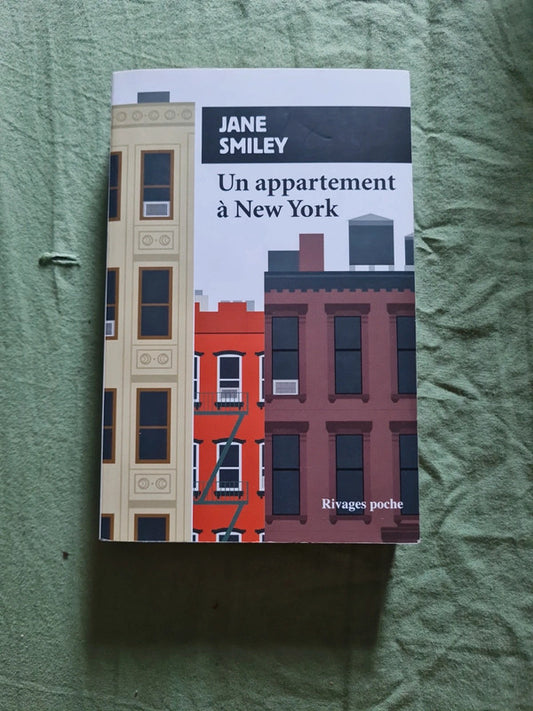 JANE
SMILEY
Un appartement
à New York
Rivages poche